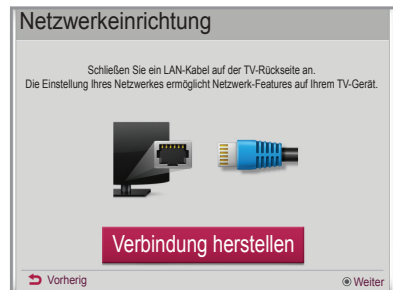 Netzwerkeinrichtung
Schließen Sie ein LAN-Kabel auf der TV-Rückseite an.
Die Einstellung Ihres Netzwerkes ermöglicht Netzwerk-Features auf Ihrem TV-Gerät.
Verbindung herstellen
Vorherig
Weiter